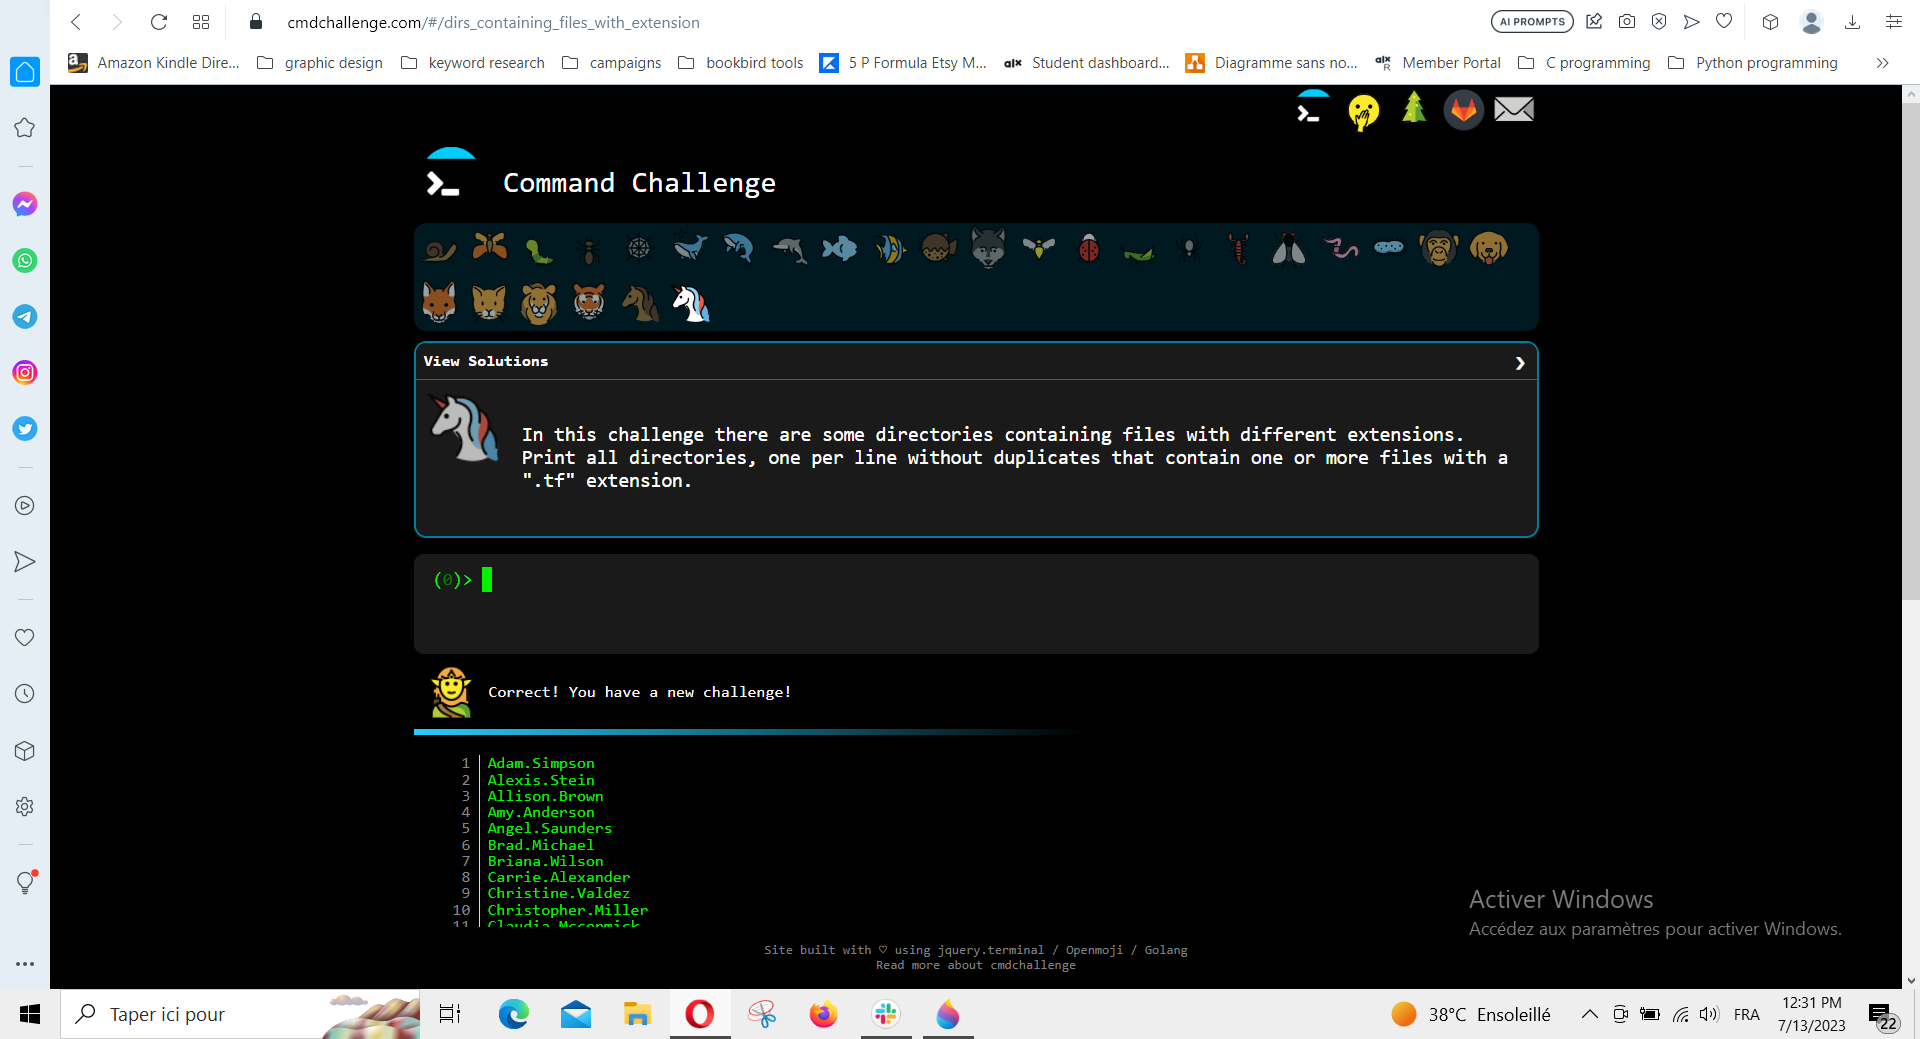 cmdchallenge.com/#/dirs_containing_files_with_extension
AI PROMPTS
Amazon Kindle Dire...
graphic design
keyword research
campaigns
bookbird tools
5 P Formula Etsy M...
alx
Student dashboard...
Diagramme sans no...
alx R
Member Portal
C programming
Python programming
>_ Command Challenge
View Solutions
In this challenge there are some directories containing files with different extensions.
Print all directories, one per line without duplicates that contain one or more files with a
".tf" extension.
(0)>
Correct! You have a new challenge!
1 Adam.Simpson
2 Alexis.Stein
3 Allison.Brown
4 Amy.Anderson
5 Angel.Saunders
6 Brad.Michael
7 Briana.Wilson
8 Carrie.Alexander
9 Christine.Valdez
10 Christopher.Miller
11 Claudia.Mccormick
Activer Windows
Accédez aux paramètres pour activer Windows.
Site built with ♡ using jquery.terminal / Openmoji / Golang
Read more about cmdchallenge
Taper ici pour
38°C Ensoleillé
FRA
12:31 PM
7/13/2023
22